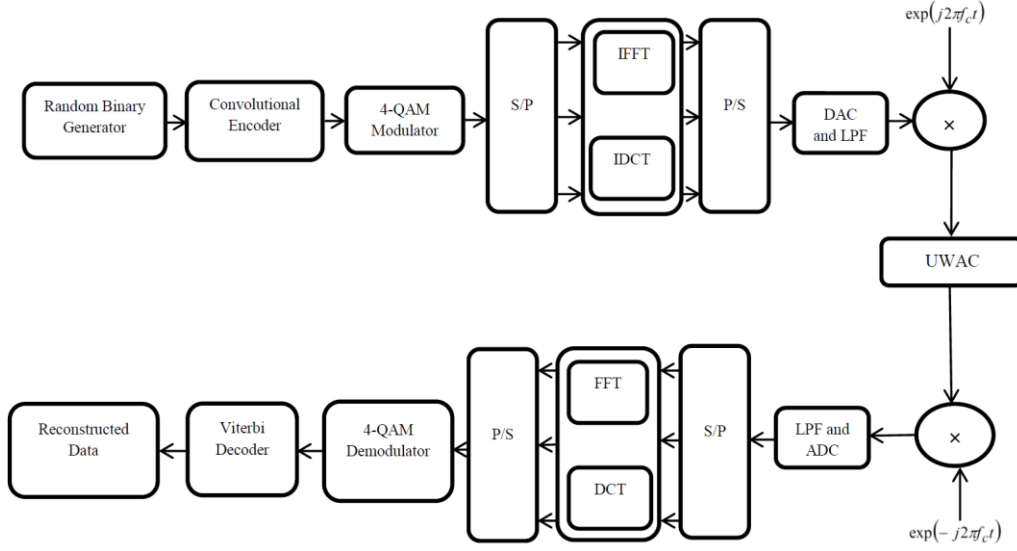 exp(j2πf_c t)
Random Binary
Generator
Convolutional
Encoder
4-QAM
Modulator
S/P
IFFT
IDCT
P/S
DAC
and LPF
×
UWAC
Reconstructed
Data
Viterbi
Decoder
4-QAM
Demodulator
P/S
FFT
DCT
S/P
LPF and
ADC
×
exp(− j2πf_c t)